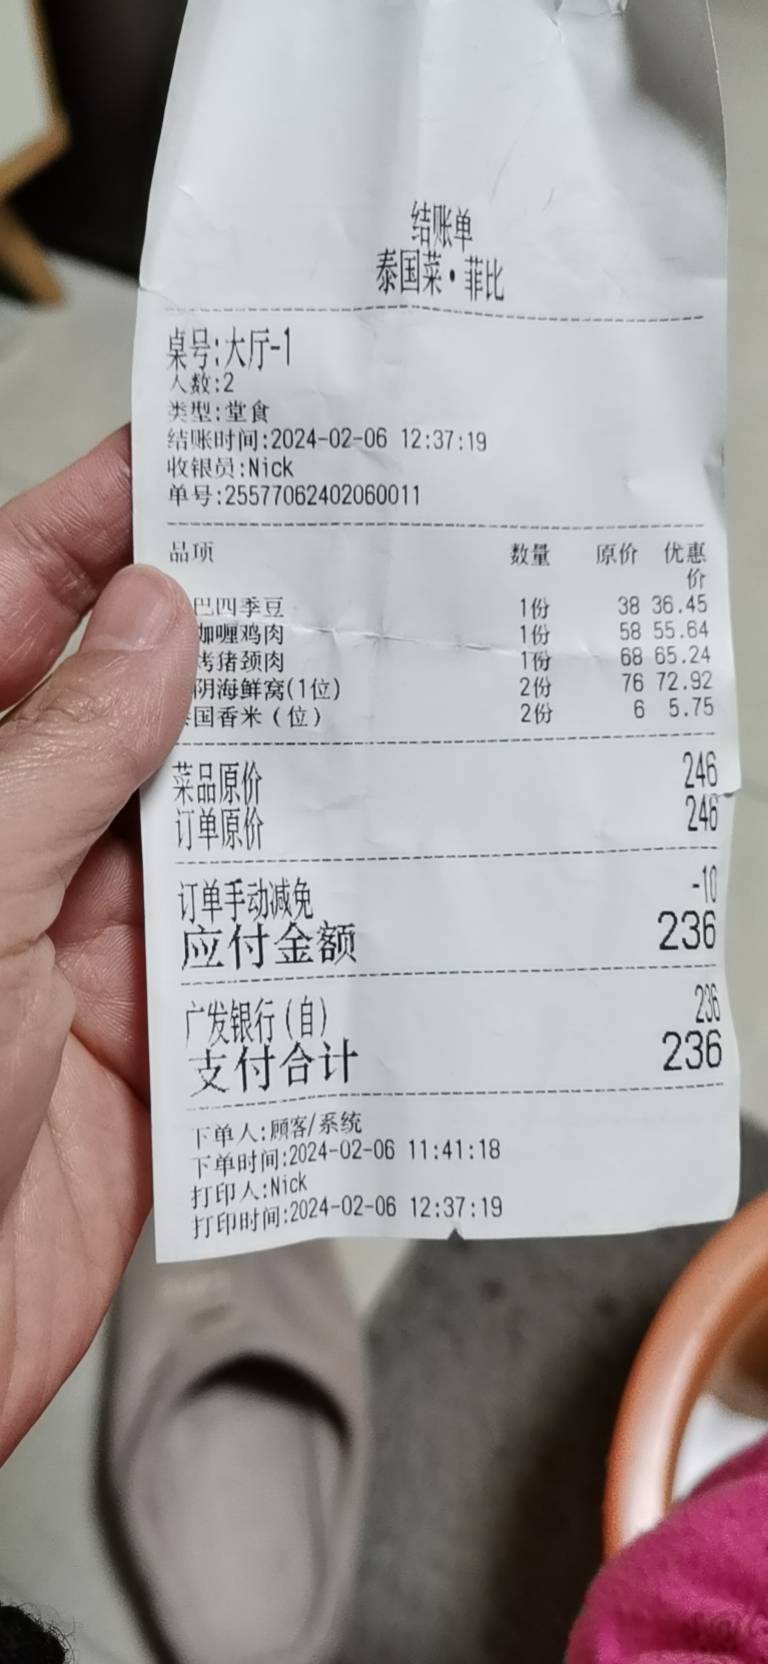 结账单
泰国菜•菲比
桌号:大厅-1
人数:2
类型:堂食
结账时间:2024-02-06 12:37:19
收银员:Nick
单号:25577062402060011
品项 数量 原价 优惠价
巴四季豆 1份 38 36.45
咖喱鸡肉 1份 58 55.64
烤猪颈肉 1份 68 65.24
阴海鲜窝(1位) 2份 76 72.92
国香米(位) 2份 6 5.75
菜品原价 246
订单原价 246
订单手动减免 -10
应付金额 236
广发银行(自) 236
支付合计 236
下单人:顾客/系统
下单时间:2024-02-06 11:41:18
打印人:Nick
打印时间:2024-02-06 12:37:19